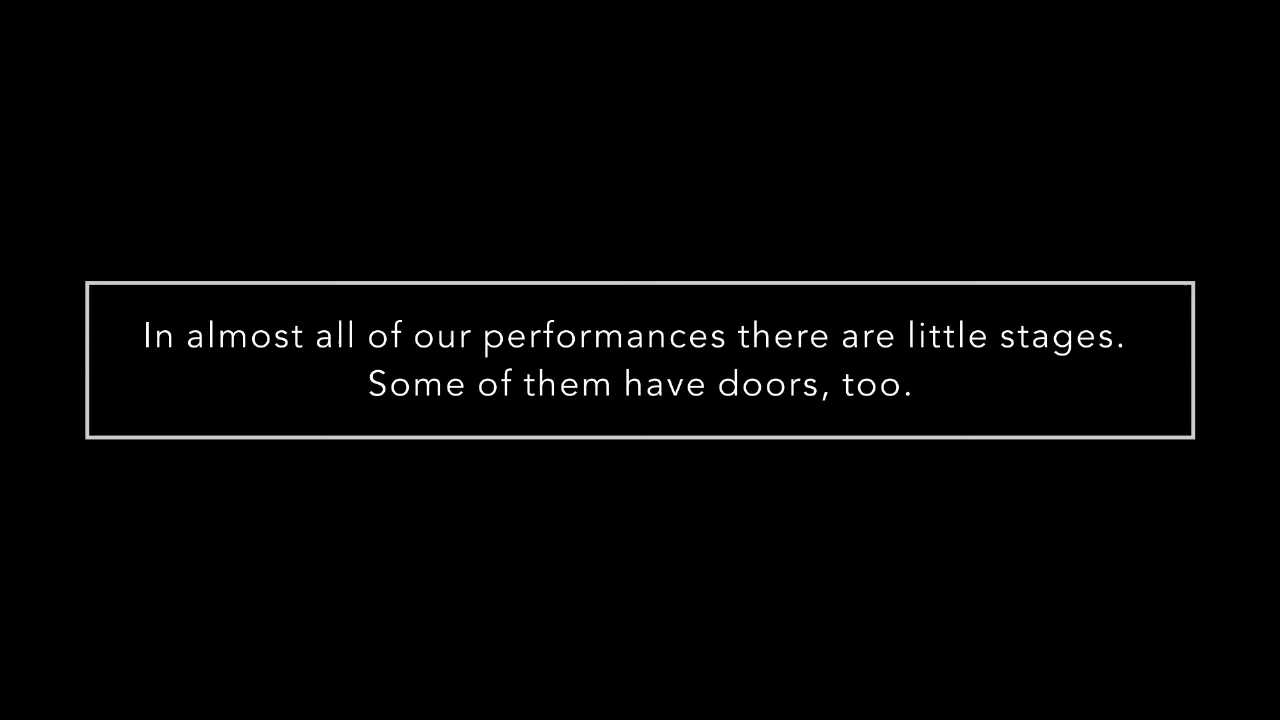 In almost all of our performances there are little stages.
Some of them have doors, too.